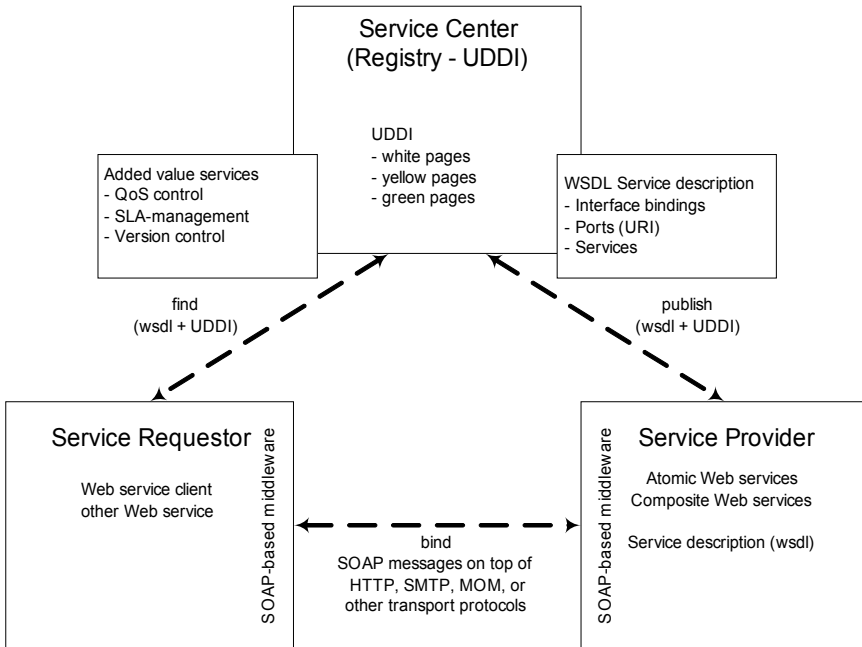 Service Center
(Registry - UDDI)
UDDI
- white pages
- yellow pages
- green pages
Added value services
- QoS control
- SLA-management
- Version control
WSDL Service description
- Interface bindings
- Ports (URI)
- Services
find
(wsdl + UDDI)
publish
(wsdl + UDDI)
Service Requestor
Web service client
other Web service
SOAP-based middleware
bind
SOAP messages on top of
HTTP, SMTP, MOM, or
other transport protocols
SOAP-based middleware
Service Provider
Atomic Web services
Composite Web services
Service description (wsdl)